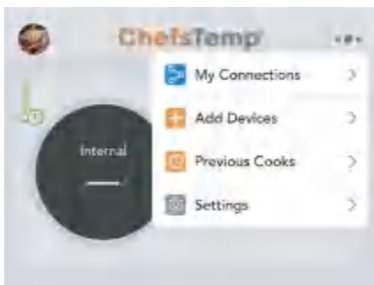 ChefsTemp
My Connections
Add Devices
Internal
Previous Cooks
Settings